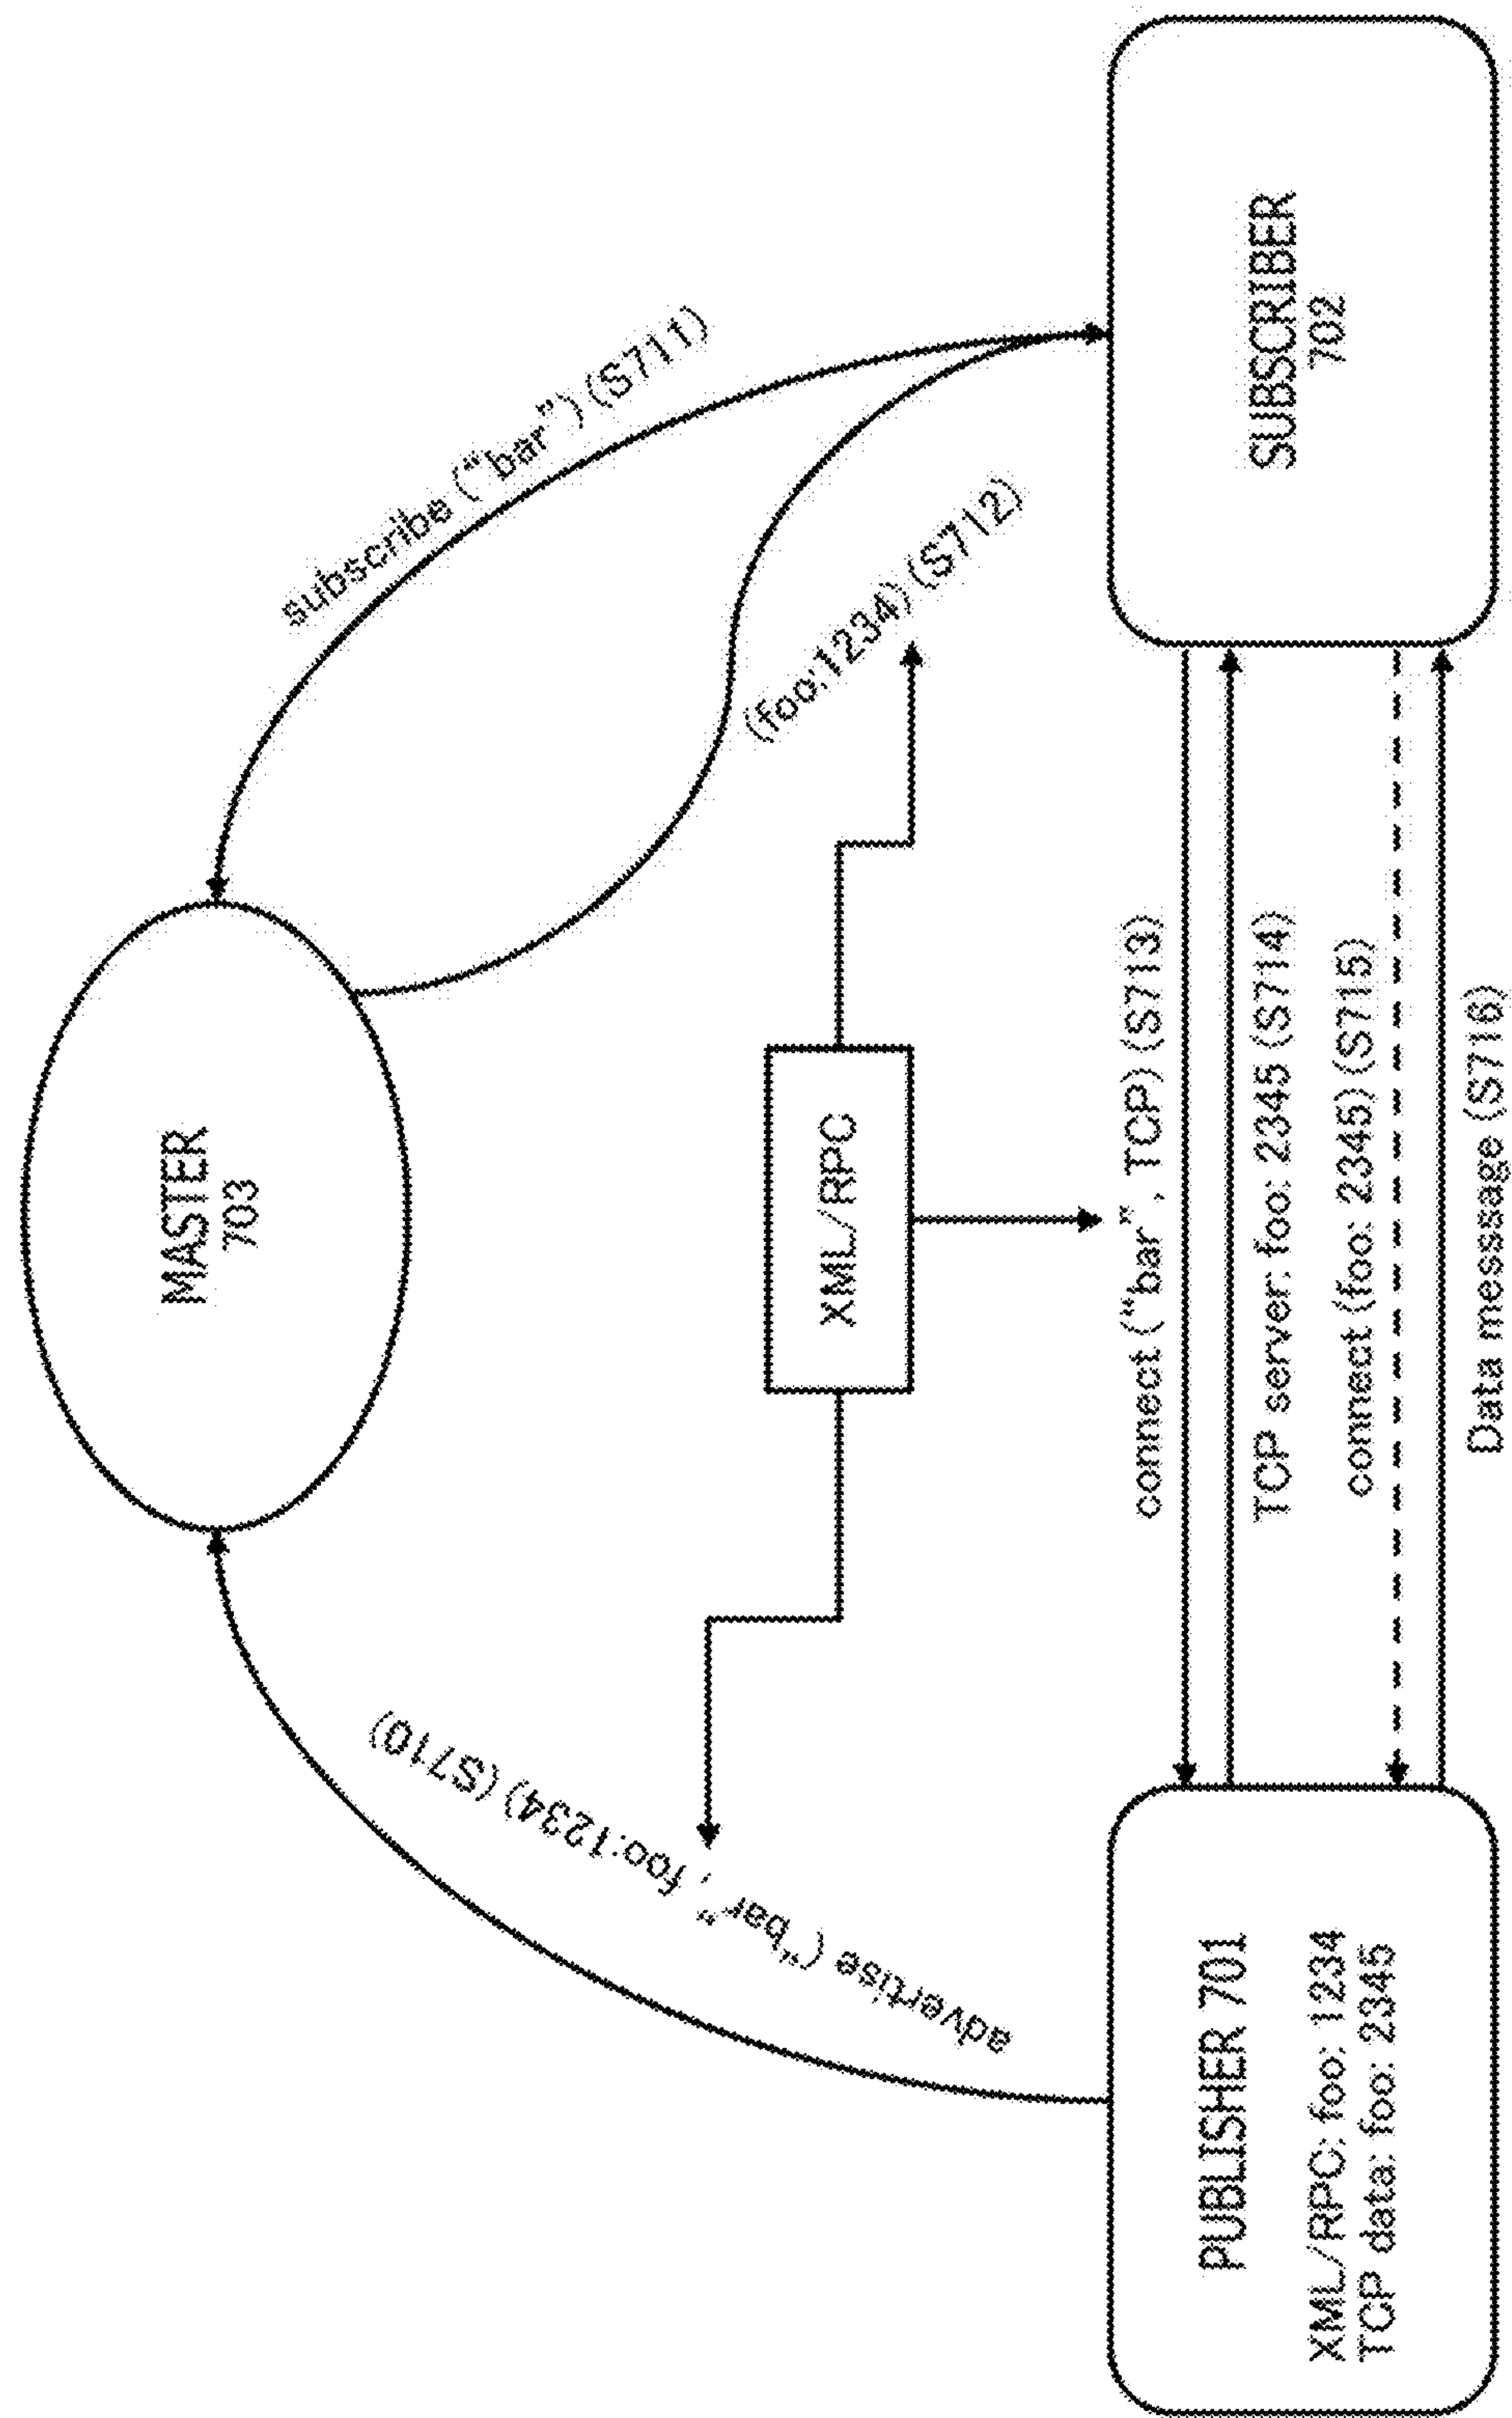 MASTER
703
advertise (“bar”, foo:1234) (S710)
subscribe (“bar”) (S711)
(foo:1234) (S712)
XML/RPC
PUBLISHER 701
XML/RPC: foo: 1234
TCP data: foo: 2345
SUBSCRIBER
702
connect (“bar”, TCP) (S713)
TCP server: foo: 2345 (S714)
connect (foo: 2345) (S715)
Data messsage (S716)